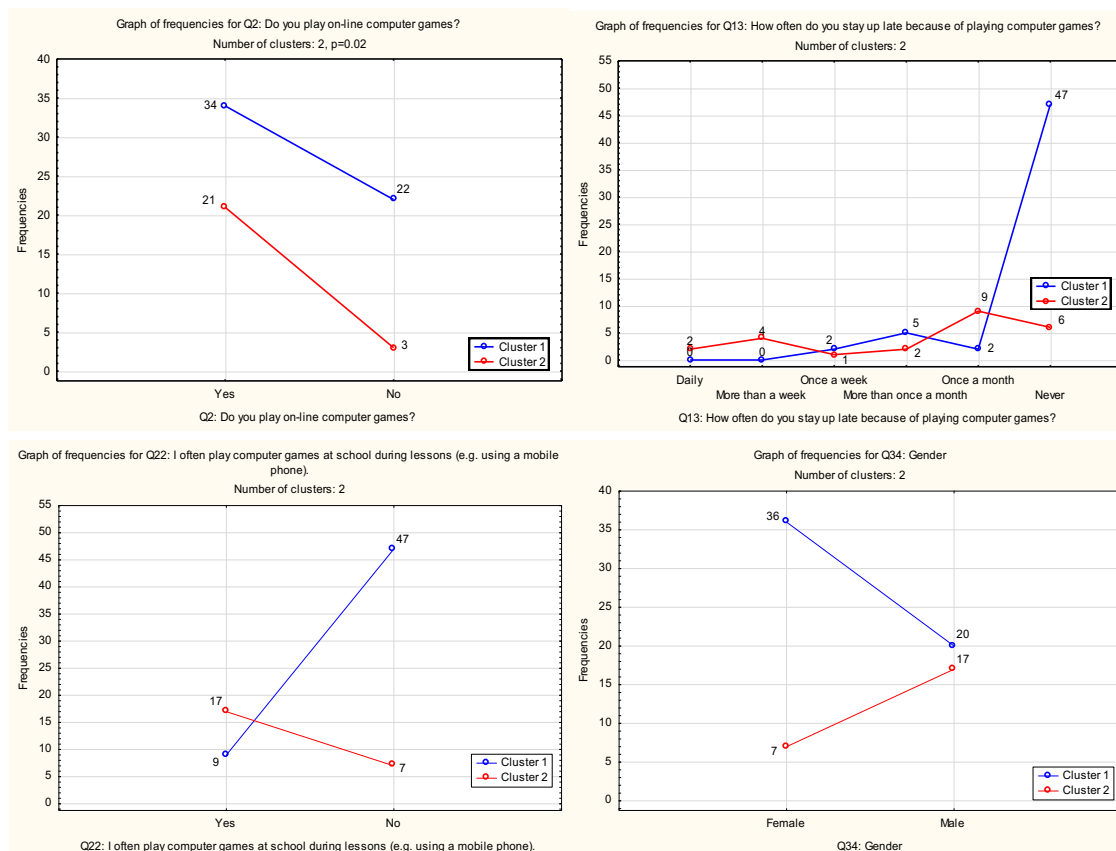 Graph of frequencies for Q2: Do you play on-line computer games?
Number of clusters: 2, p=0.02
40
35
30
25
20
15
10
5
0
Frequencies
34
22
21
3
Cluster 1
Cluster 2
Yes
No
Q2: Do you play on-line computer games?
Graph of frequencies for Q13: How often do you stay up late because of playing computer games?
Number of clusters: 2
55
50
45
40
35
30
25
20
15
10
5
0
Frequencies
47
2
0
4
0
2
1
5
2
9
2
6
Cluster 1
Cluster 2
Daily
More than a week
Once a week
More than once a month
Once a month
Never
Q13: How often do you stay up late because of playing computer games?
Graph of frequencies for Q22: I often play computer games at school during lessons (e.g. using a mobile
phone).
Number of clusters: 2
55
50
45
40
35
30
25
20
15
10
5
0
Frequencies
47
17
9
7
Cluster 1
Cluster 2
Yes
No
Q22: I often play computer games at school during lessons (e.g. using a mobile phone).
Graph of frequencies for Q34: Gender
Number of clusters: 2
40
35
30
25
20
15
10
5
0
Frequencies
36
20
17
7
Cluster 1
Cluster 2
Female
Male
Q34: Gender